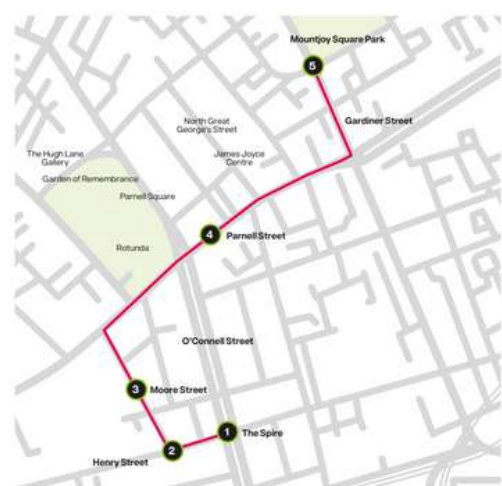 Mountjoy Square Park
5
Gardiner Street
North Great
George's Street
James Joyce
Centre
The Hugh Lane
Gallery
Garden of Remembrance
Parnell Square
4
Parnell Street
Rotunda
O'Connell Street
3
Moore Street
1
The Spire
2
Henry Street